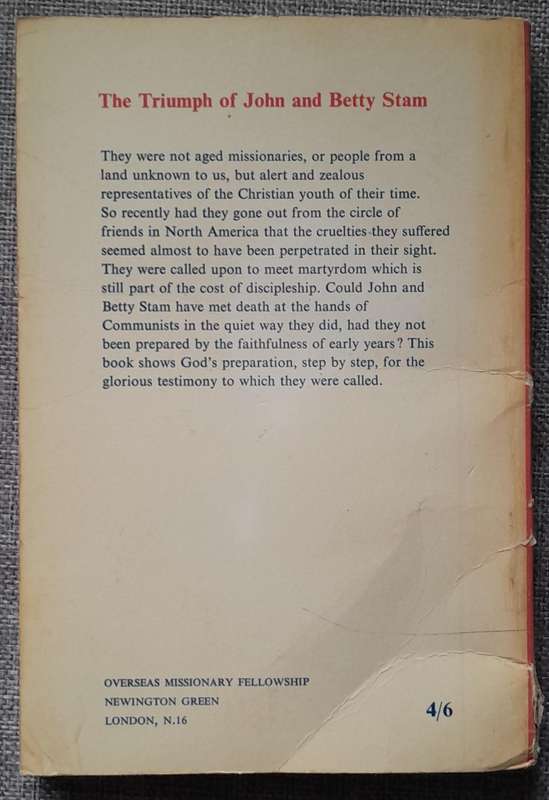 The Triumph of John and Betty Stam
They were not aged missionaries, or people from a
land unknown to us, but alert and zealous
representatives of the Christian youth of their time.
So recently had they gone out from the circle of
friends in North America that the cruelties they suffered
seemed almost to have been perpetrated in their sight.
They were called upon to meet martyrdom which is
still part of the cost of discipleship. Could John and
Betty Stam have met death at the hands of
Communists in the quiet way they did, had they not
been prepared by the faithfulness of early years? This
book shows God's preparation, step by step, for the
glorious testimony to which they were called.
OVERSEAS MISSIONARY FELLOWSHIP
NEWINGTON GREEN
LONDON, N.16
4/6